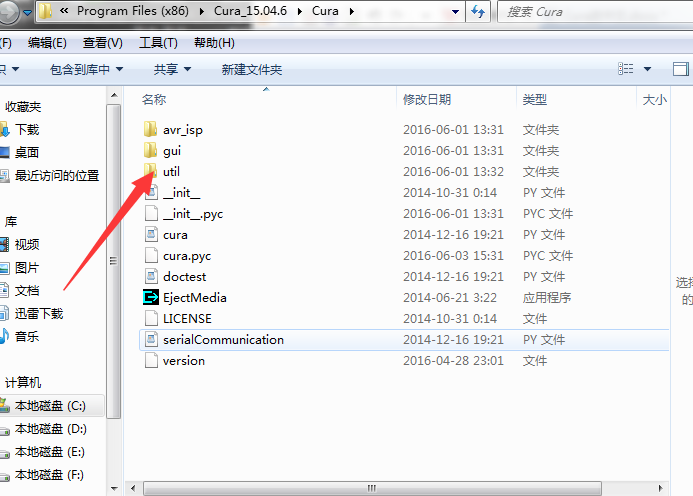 « Program Files (x86) ▸ Cura_15.04.6 ▸ Cura ▸
搜索 Cura
(F) 编辑(E) 查看(V) 工具(T) 帮助(H)
包含到库中 共享 新建文件夹
收藏夹
下载
桌面
最近访问的位置
库
视频
图片
文档
迅雷下载
音乐
计算机
本地磁盘 (C:)
本地磁盘 (D:)
本地磁盘 (E:)
本地磁盘 (F:)
名称 修改日期 类型 大小
avr_isp 2016-06-01 13:31 文件夹
gui 2016-06-01 13:31 文件夹
util 2016-06-01 13:32 文件夹
__init__ 2014-10-31 0:14 PY 文件
__init__.pyc 2016-06-01 13:31 PYC 文件
cura 2014-12-16 19:21 PY 文件
cura.pyc 2016-06-03 15:31 PYC 文件
doctest 2014-12-16 19:21 PY 文件
EjectMedia 2014-06-21 3:22 应用程序
LICENSE 2014-10-31 0:14 文件
serialCommunication 2014-12-16 19:21 PY 文件
version 2016-04-28 23:01 文件